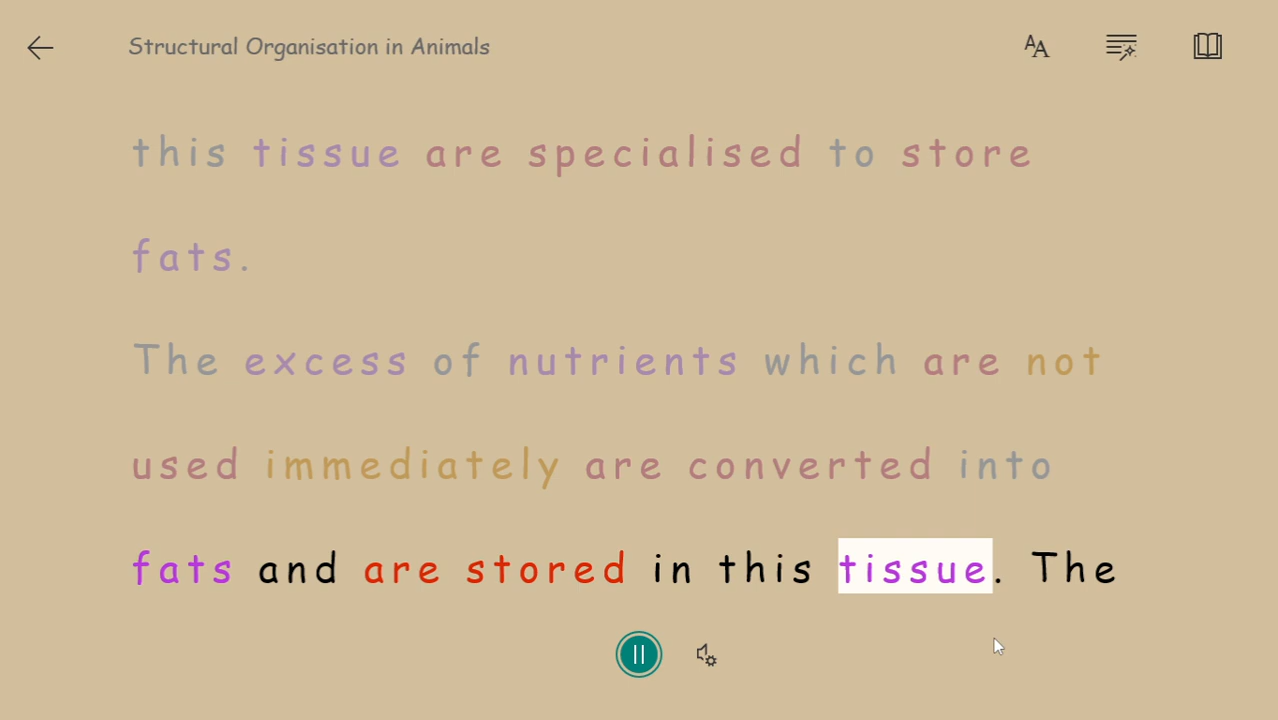 Structural Organisation in Animals
this tissue are specialised to store
fats.
The excess of nutrients which are not
used immediately are converted into
fats and are stored in this tissue. The